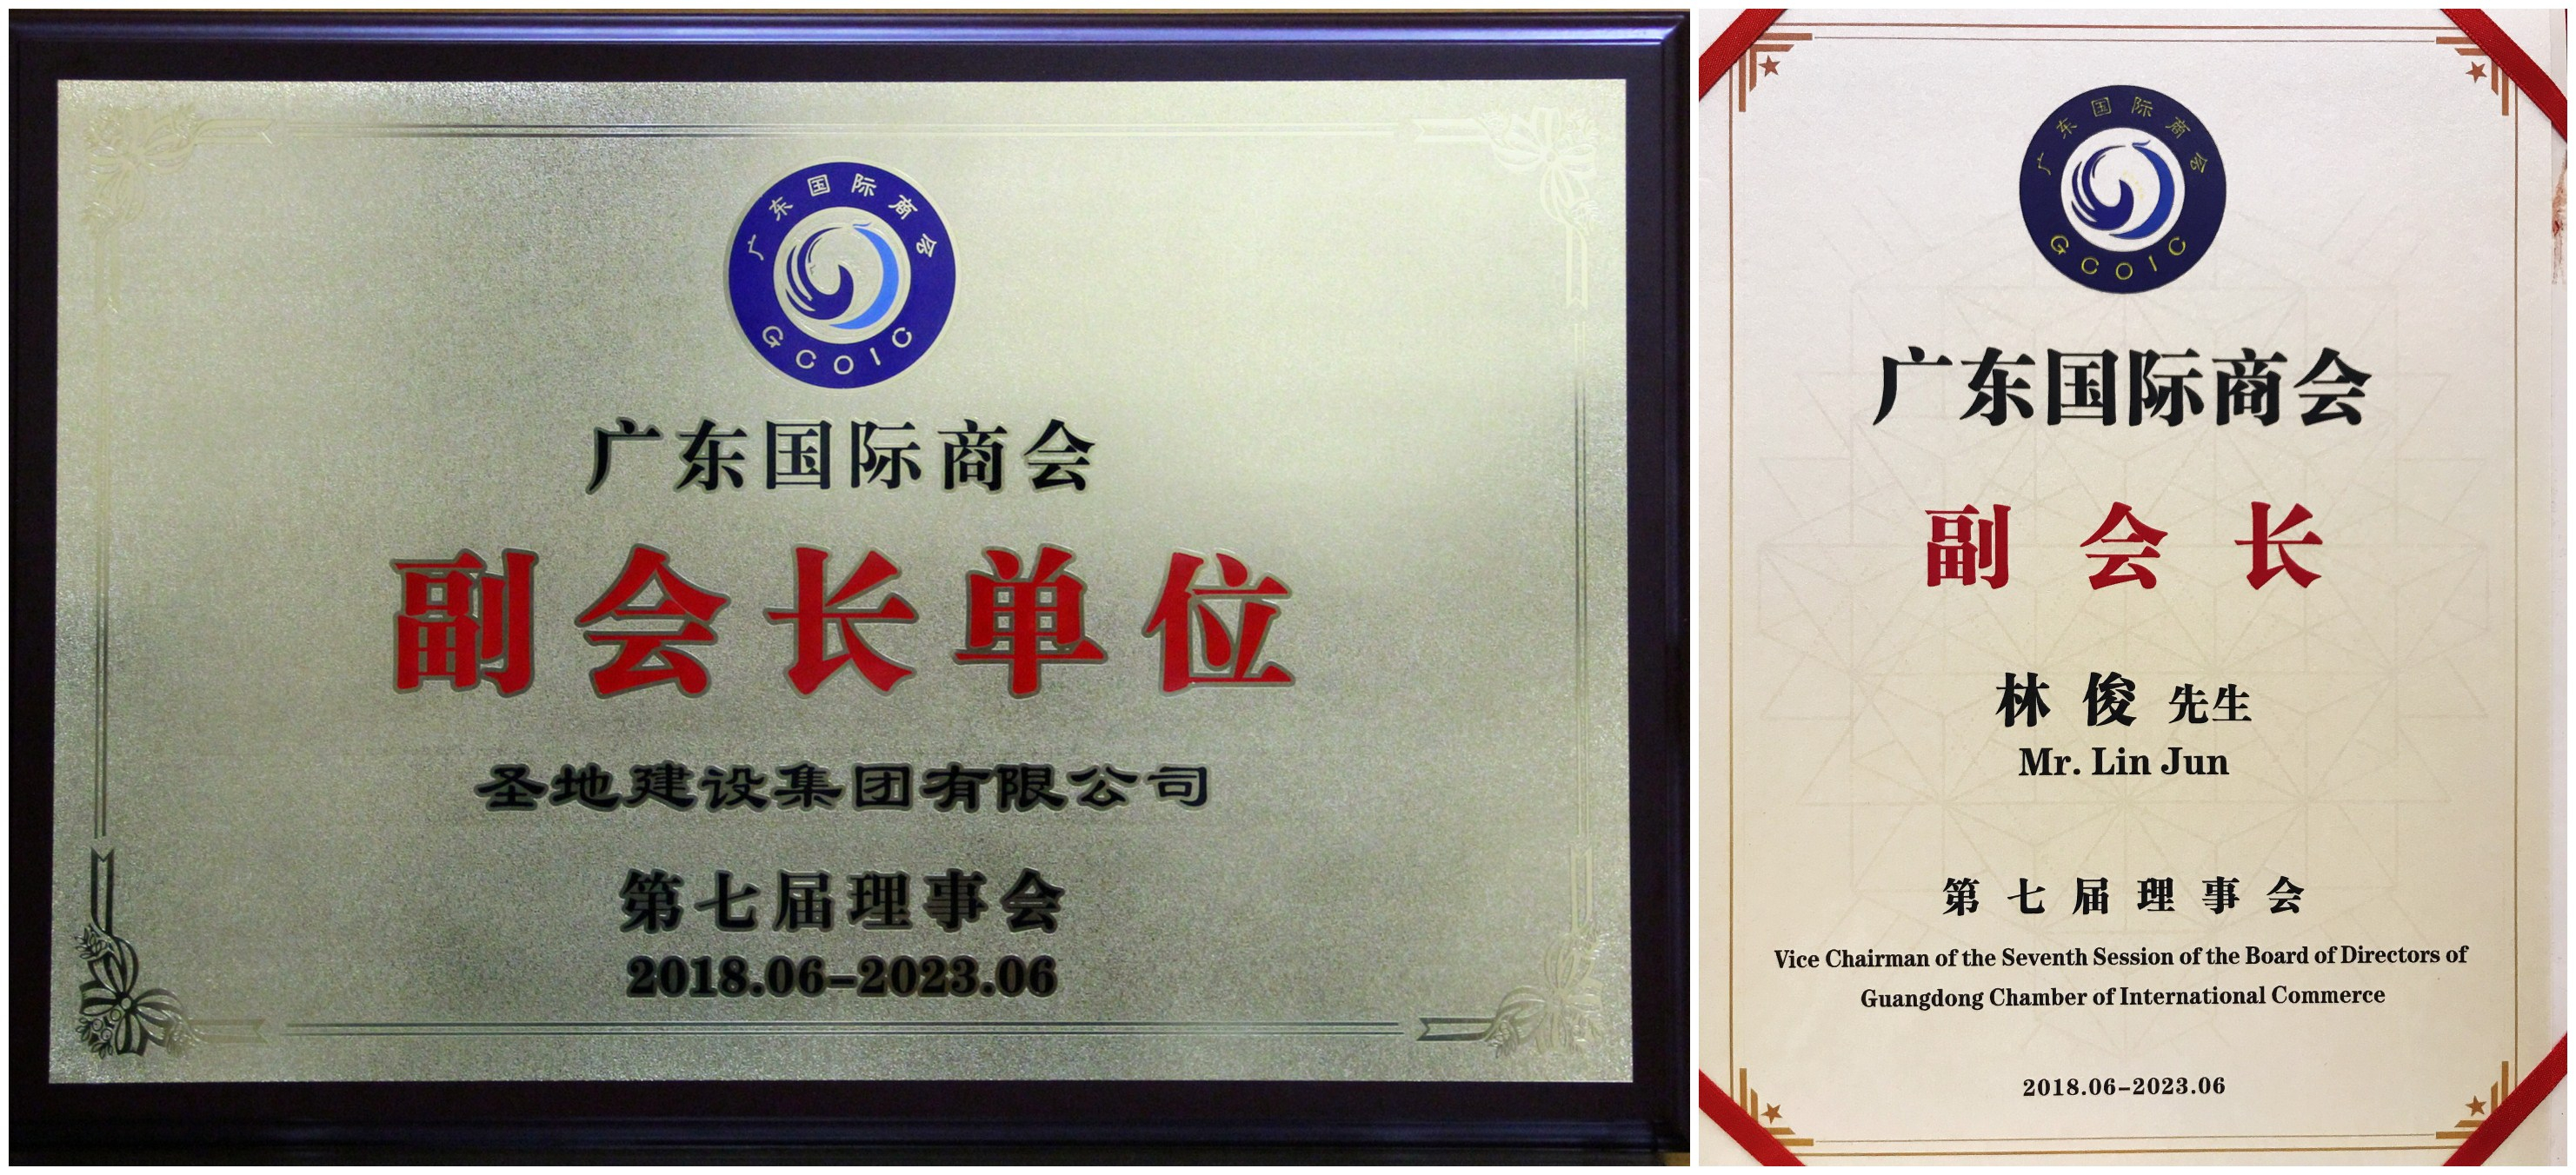 广东国际商会
GCOIC
广东国际商会
副会长单位
圣地建设集团有限公司
第七届理事会
2018.06-2023.06
广东国际商会
GCOIC
广东国际商会
副会长
林俊 先生
Mr. Lin Jun
第七届理事会
Vice Chairman of the Seventh Session of the Board of Directors of
Guangdong Chamber of International Commerce
2018.06-2023.06